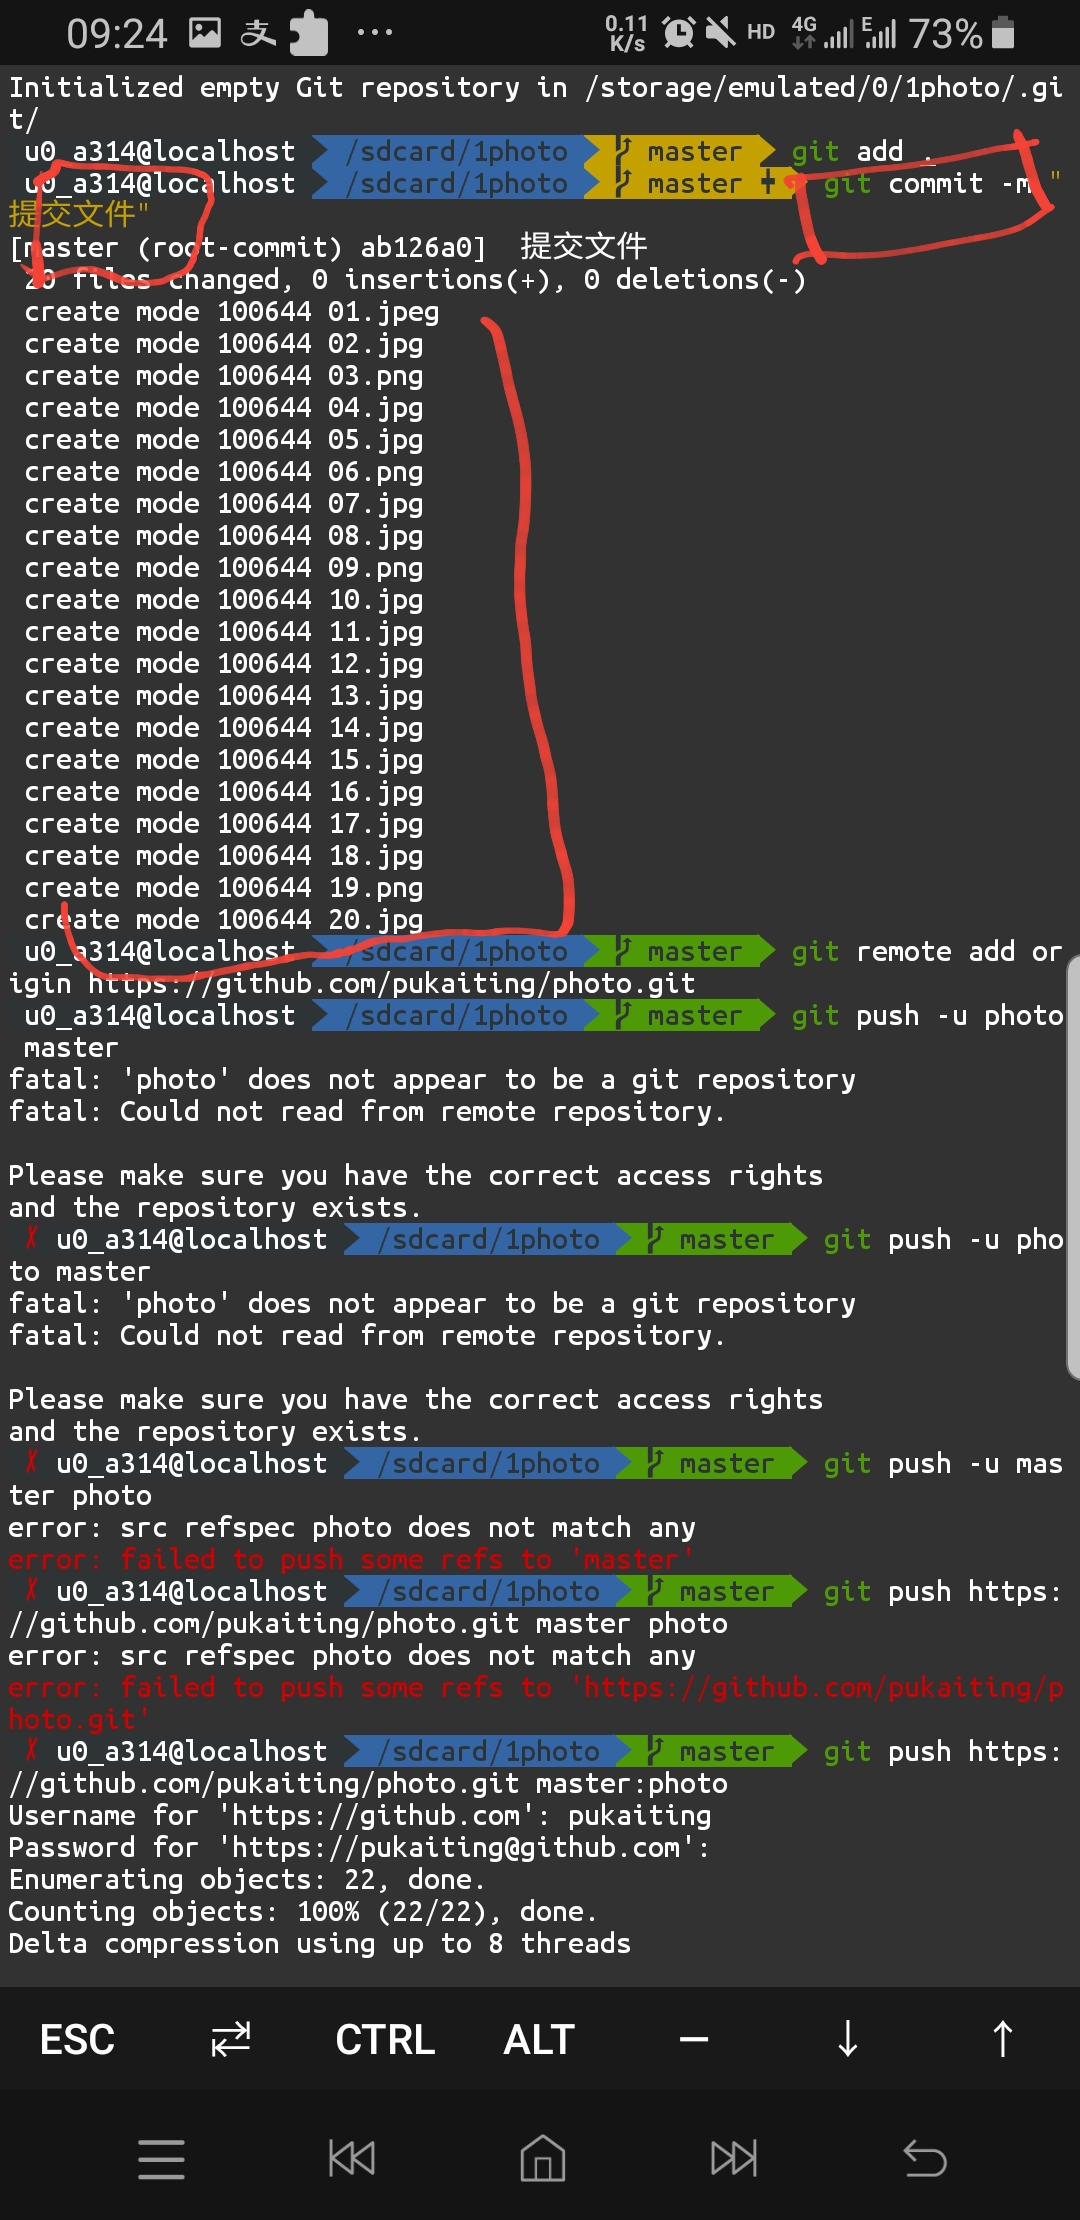 09:24 支 ... 0.11 K/s HD 4G E 73%
Initialized empty Git repository in /storage/emulated/0/1photo/.gi
t/
u0_a314@localhost /sdcard/1photo master git add .
u0_a314@localhost /sdcard/1photo master git commit -m "
提交文件"
[master (root-commit) ab126a0] 提交文件
20 files changed, 0 insertions(+), 0 deletions(-)
create mode 100644 01.jpeg
create mode 100644 02.jpg
create mode 100644 03.png
create mode 100644 04.jpg
create mode 100644 05.jpg
create mode 100644 06.png
create mode 100644 07.jpg
create mode 100644 08.jpg
create mode 100644 09.png
create mode 100644 10.jpg
create mode 100644 11.jpg
create mode 100644 12.jpg
create mode 100644 13.jpg
create mode 100644 14.jpg
create mode 100644 15.jpg
create mode 100644 16.jpg
create mode 100644 17.jpg
create mode 100644 18.jpg
create mode 100644 19.png
create mode 100644 20.jpg
u0_a314@localhost /sdcard/1photo master git remote add or
igin https://github.com/pukaiting/photo.git
u0_a314@localhost /sdcard/1photo master git push -u photo
master
fatal: 'photo' does not appear to be a git repository
fatal: Could not read from remote repository.
Please make sure you have the correct access rights
and the repository exists.
✗ u0_a314@localhost /sdcard/1photo master git push -u pho
to master
fatal: 'photo' does not appear to be a git repository
fatal: Could not read from remote repository.
Please make sure you have the correct access rights
and the repository exists.
✗ u0_a314@localhost /sdcard/1photo master git push -u mas
ter photo
error: src refspec photo does not match any
error: failed to push some refs to 'master'
✗ u0_a314@localhost /sdcard/1photo master git push https:
//github.com/pukaiting/photo.git master photo
error: src refspec photo does not match any
error: failed to push some refs to 'https://github.com/pukaiting/p
hoto.git'
✗ u0_a314@localhost /sdcard/1photo master git push https:
//github.com/pukaiting/photo.git master:photo
Username for 'https://github.com': pukaiting
Password for 'https://pukaiting@github.com':
Enumerating objects: 22, done.
Counting objects: 100% (22/22), done.
Delta compression using up to 8 threads
ESC ⇄ CTRL ALT — ↓ ↑